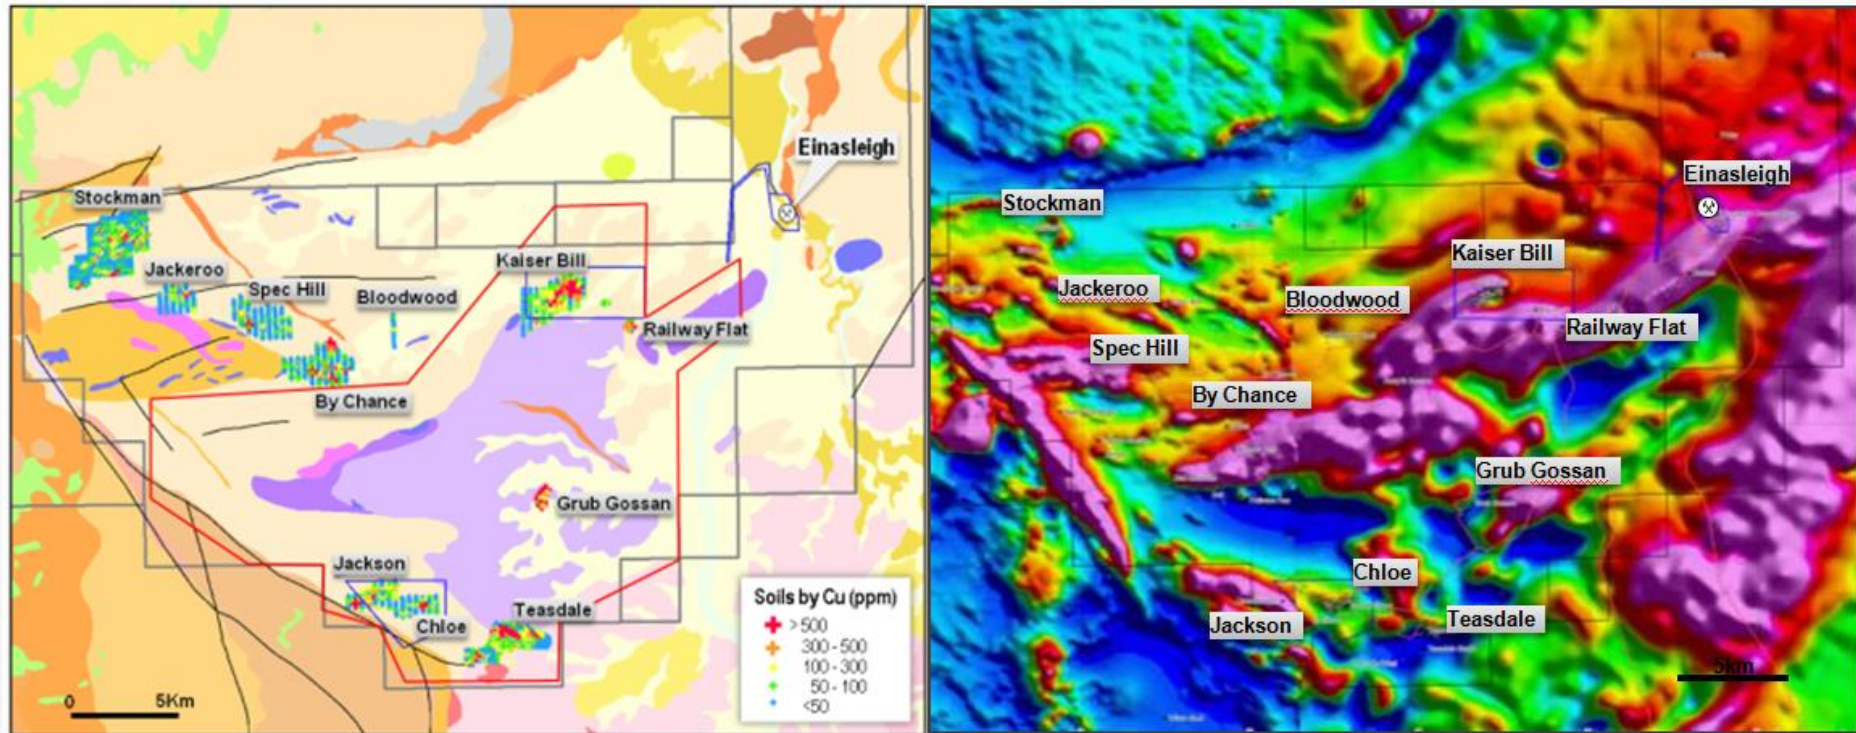 Einasleigh
Stockman
Jackeroo
Spec Hill
Bloodwood
Kaiser Bill
Railway Flat
By Chance
Grub Gossan
Jackson
Chloe
Teasdale
Soils by Cu (ppm)
> 500
300 - 500
100 - 300
50 - 100
<50
0 5Km
Einasleigh
Stockman
Kaiser Bill
Jackeroo
Bloodwood
Railway Flat
Spec Hill
By Chance
Grub Gossan
Chloe
Jackson
Teasdale
5km